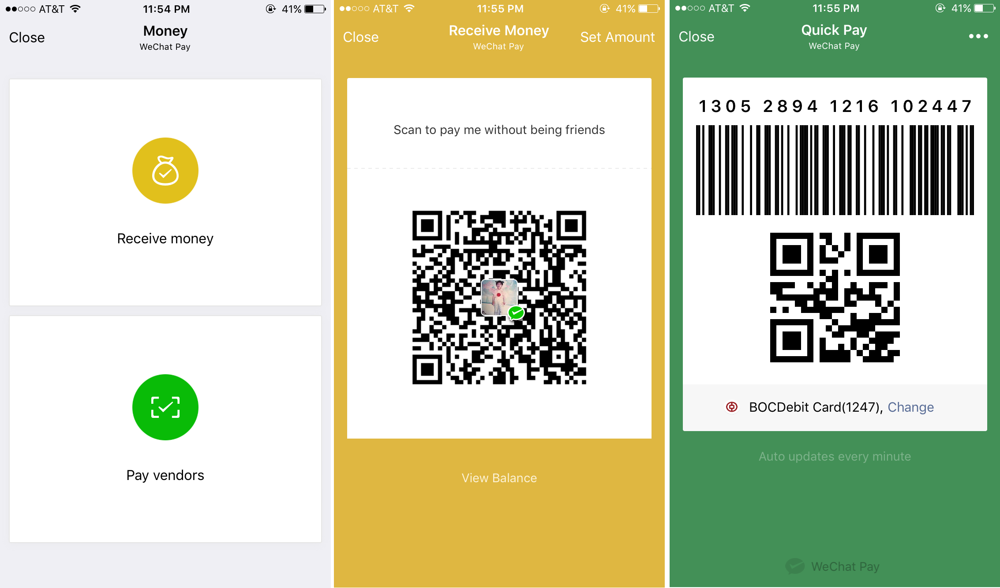 AT&T 11:54 PM 41%
Close
Money
WeChat Pay
Receive money
Pay vendors
AT&T 11:55 PM 41%
Close
Receive Money
WeChat Pay
Set Amount
Scan to pay me without being friends
View Balance
AT&T 11:55 PM 41%
Close
Quick Pay
WeChat Pay
1305 2894 1216 102447
BOCDebit Card(1247), Change
Auto updates every minute
WeChat Pay